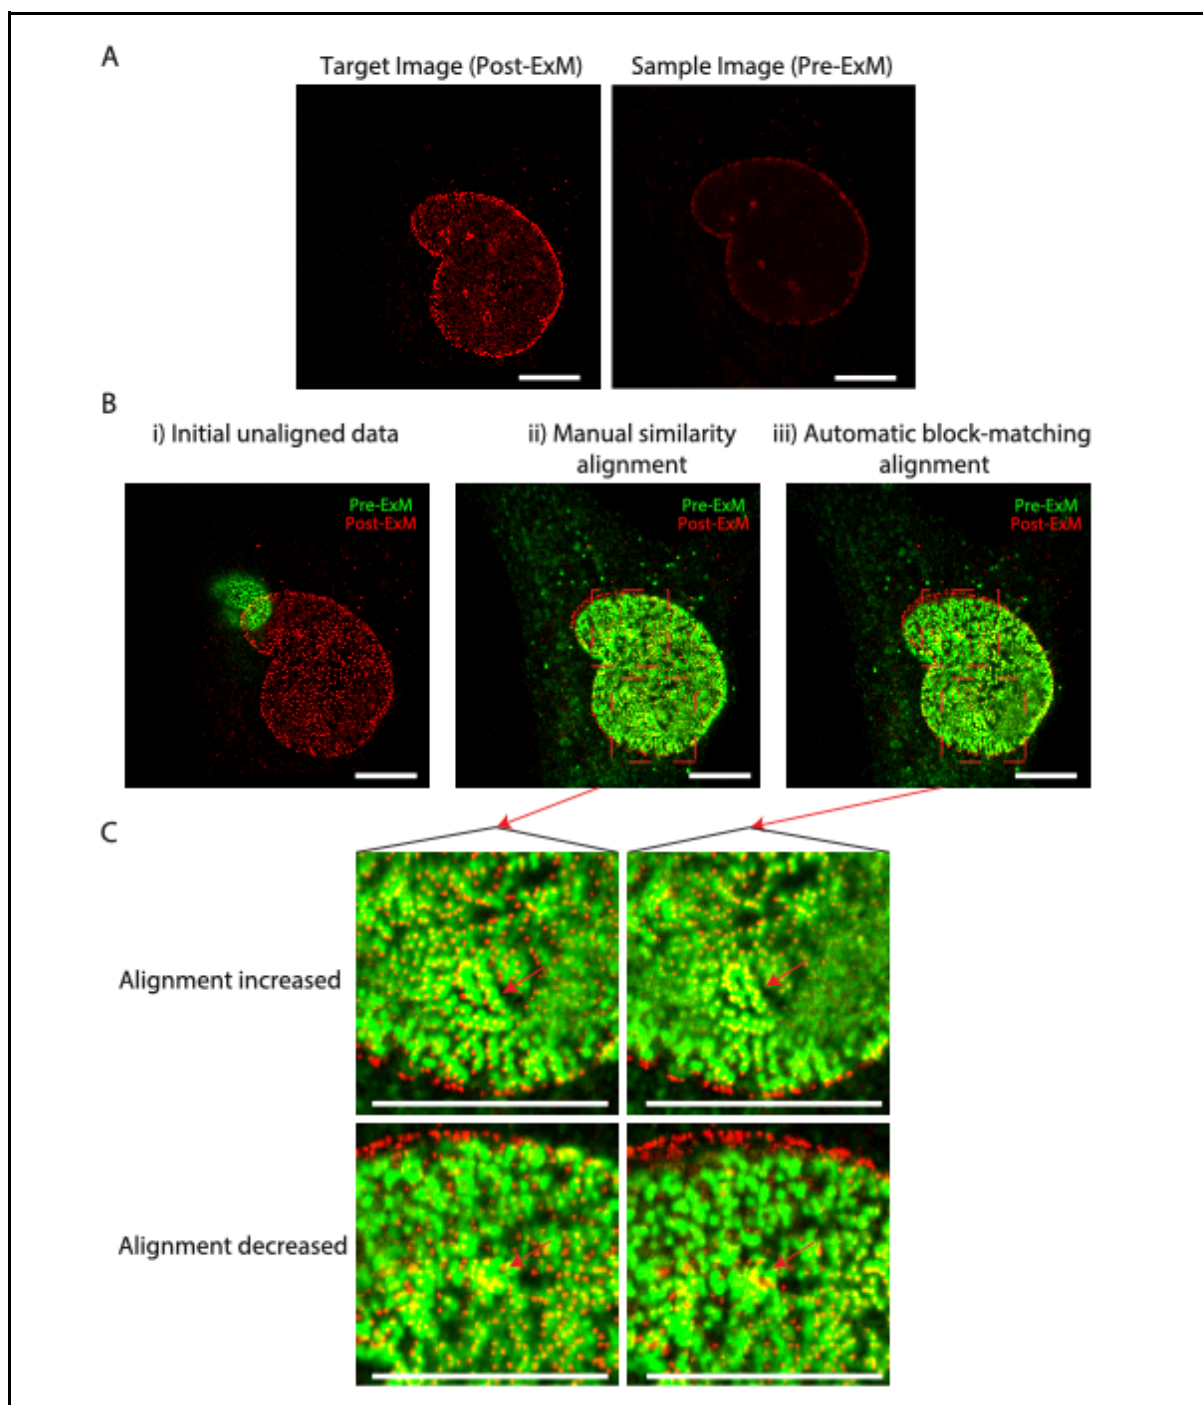 A
Target Image (Post-ExM) Sample Image (Pre-ExM)
B
i) Initial unaligned data
ii) Manual similarity
alignment
iii) Automatic block-matching
alignment
Pre-ExM
Post-ExM
Pre-ExM
Post-ExM
Pre-ExM
Post-ExM
C
Alignment increased
Alignment decreased